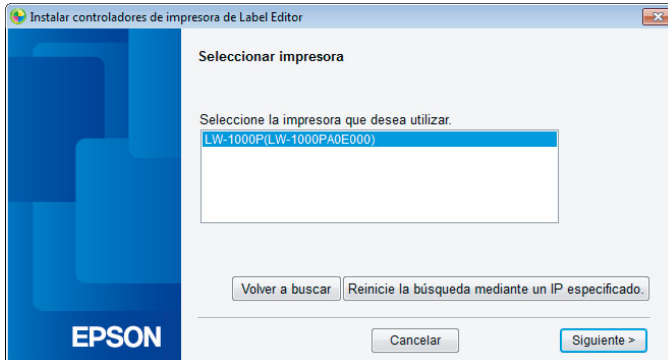 Instalar controladores de impresora de Label Editor
Seleccionar impresora
Seleccione la impresora que desea utilizar.
LW-1000P(LW-1000PA0E000)
Volver a buscar
Reinicie la búsqueda mediante un IP especificado.
EPSON
Cancelar
Siguiente >